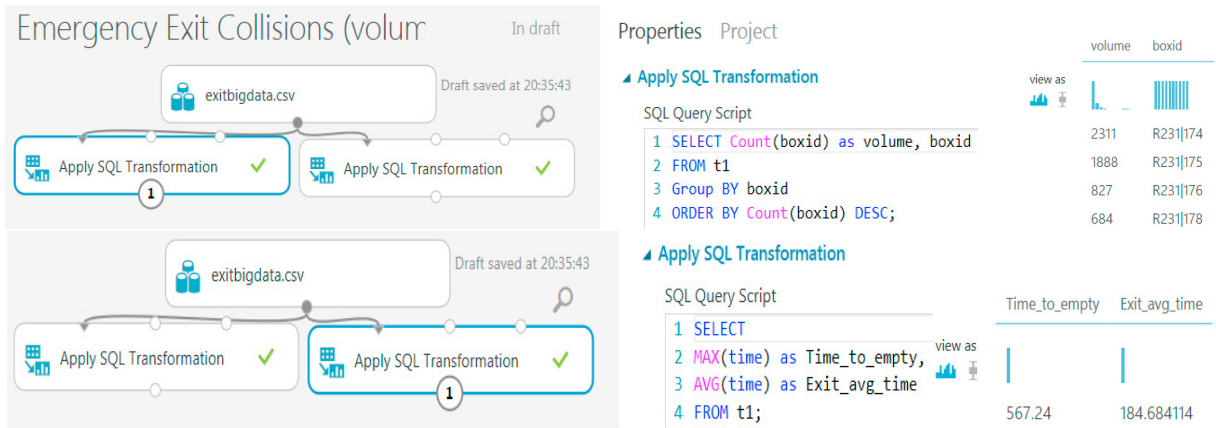 Emergency Exit Collisions (volum
In draft
exitbigdata.csv
Draft saved at 20:35:43
Apply SQL Transformation
Apply SQL Transformation
1
Properties Project
Apply SQL Transformation
SQL Query Script
1 SELECT Count(boxid) as volume, boxid
2 FROM t1
3 Group BY boxid
4 ORDER BY Count(boxid) DESC;
volume boxid
view as
2311 R231|174
1888 R231|175
827 R231|176
684 R231|178
exitbigdata.csv
Draft saved at 20:35:43
Apply SQL Transformation
Apply SQL Transformation
1
Apply SQL Transformation
SQL Query Script
1 SELECT
2 MAX(time) as Time_to_empty,
3 AVG(time) as Exit_avg_time
4 FROM t1;
view as
Time_to_empty Exit_avg_time
567.24 184.684114